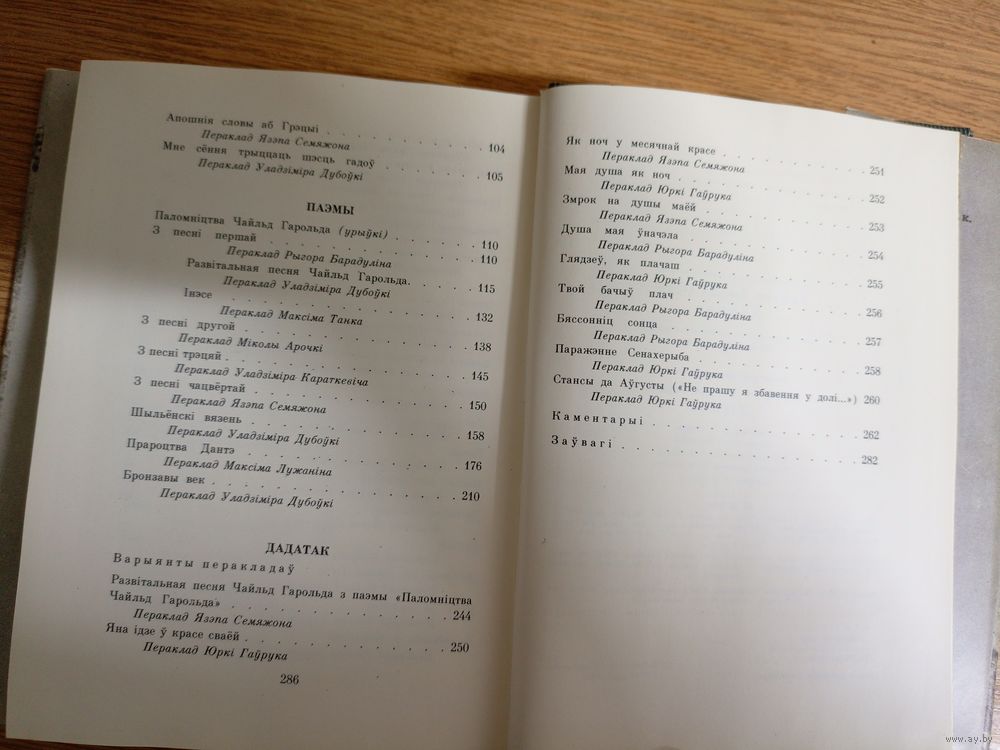 Апошнія словы аб Грэцыі . . . . . . . . . 104
Пераклад Язэпа Семяжона
Мне сёння трыццаць шэсць гадоў . . . . . . . 105
Пераклад Уладзіміра Дубоўкі
ПАЭМЫ
Паломніцтва Чайльд Гарольда (урыўкі) . . . . . . 110
З песні першай . . . . . . . . . . . 110
Пераклад Рыгора Барадуліна
Развітальная песня Чайльд Гарольда. . . . . 115
Пераклад Уладзіміра Дубоўкі
Інэсе . . . . . . . . . . . . 132
Пераклад Максіма Танка
З песні другой . . . . . . . . . . . 138
Пераклад Міколы Арочкі
З песні трэцяй . . . . . . . . . . . 145
Пераклад Уладзіміра Караткевіча
З песні чацвёртай . . . . . . . . . . 150
Пераклад Язэпа Семяжона
Шыльёнскі вязень . . . . . . . . . . . 158
Пераклад Уладзіміра Дубоўкі
Прароцтва Дантэ . . . . . . . . . . . 176
Пераклад Максіма Лужаніна
Бронзавы век . . . . . . . . . . . . 210
Пераклад Уладзіміра Дубоўкі
ДАДАТАК
Варыянты перакладаў
Развітальная песня Чайльд Гарольда з паэмы «Паломніцтва
Чайльд Гарольда» . . . . . . . . . . . 244
Пераклад Язэпа Семяжона
Яна ідзе ў красе сваёй . . . . . . . . . . 250
Пераклад Юркі Гаўрука
286
Як ноч у месячнай красе . . . . . . . . . 251
Пераклад Язэпа Семяжона
Мая душа як ноч . . . . . . . . . . . 252
Пераклад Юркі Гаўрука
Змрок на душы маёй . . . . . . . . . . 253
Пераклад Язэпа Семяжона
Душа мая ўначэла . . . . . . . . . . . 254
Пераклад Рыгора Барадуліна
Глядзеў, як плачаш . . . . . . . . . . . 255
Пераклад Юркі Гаўрука
Твой бачыў плач . . . . . . . . . . . 256
Пераклад Рыгора Барадуліна
Бяссонніц сонца . . . . . . . . . . . 257
Пераклад Рыгора Барадуліна
Паражэнне Сенахерыба . . . . . . . . . . 258
Пераклад Юркі Гаўрука
Стансы да Аўгусты («Не прашу я збавення у долі...») 260
Пераклад Юркі Гаўрука
Каментарыі . . . . . . . . . . . . 262
Заўвагі . . . . . . . . . . . . . 282
к.
www.ay.by